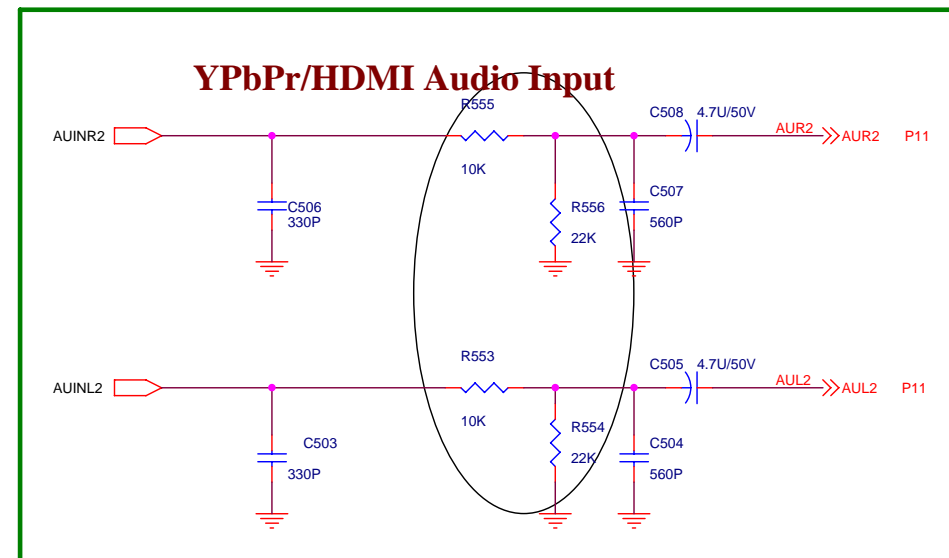 YPbPr/HDMI Audio Input
R555
C508 4.7U/50V
AUINR2
AUR2
AUR2 P11
10K
C507
C506
R556
330P
560P
22K
R553
C505 4.7U/50V
AUINL2
AUL2
AUL2 P11
10K
R554
C503
C504
22K
330P
560P